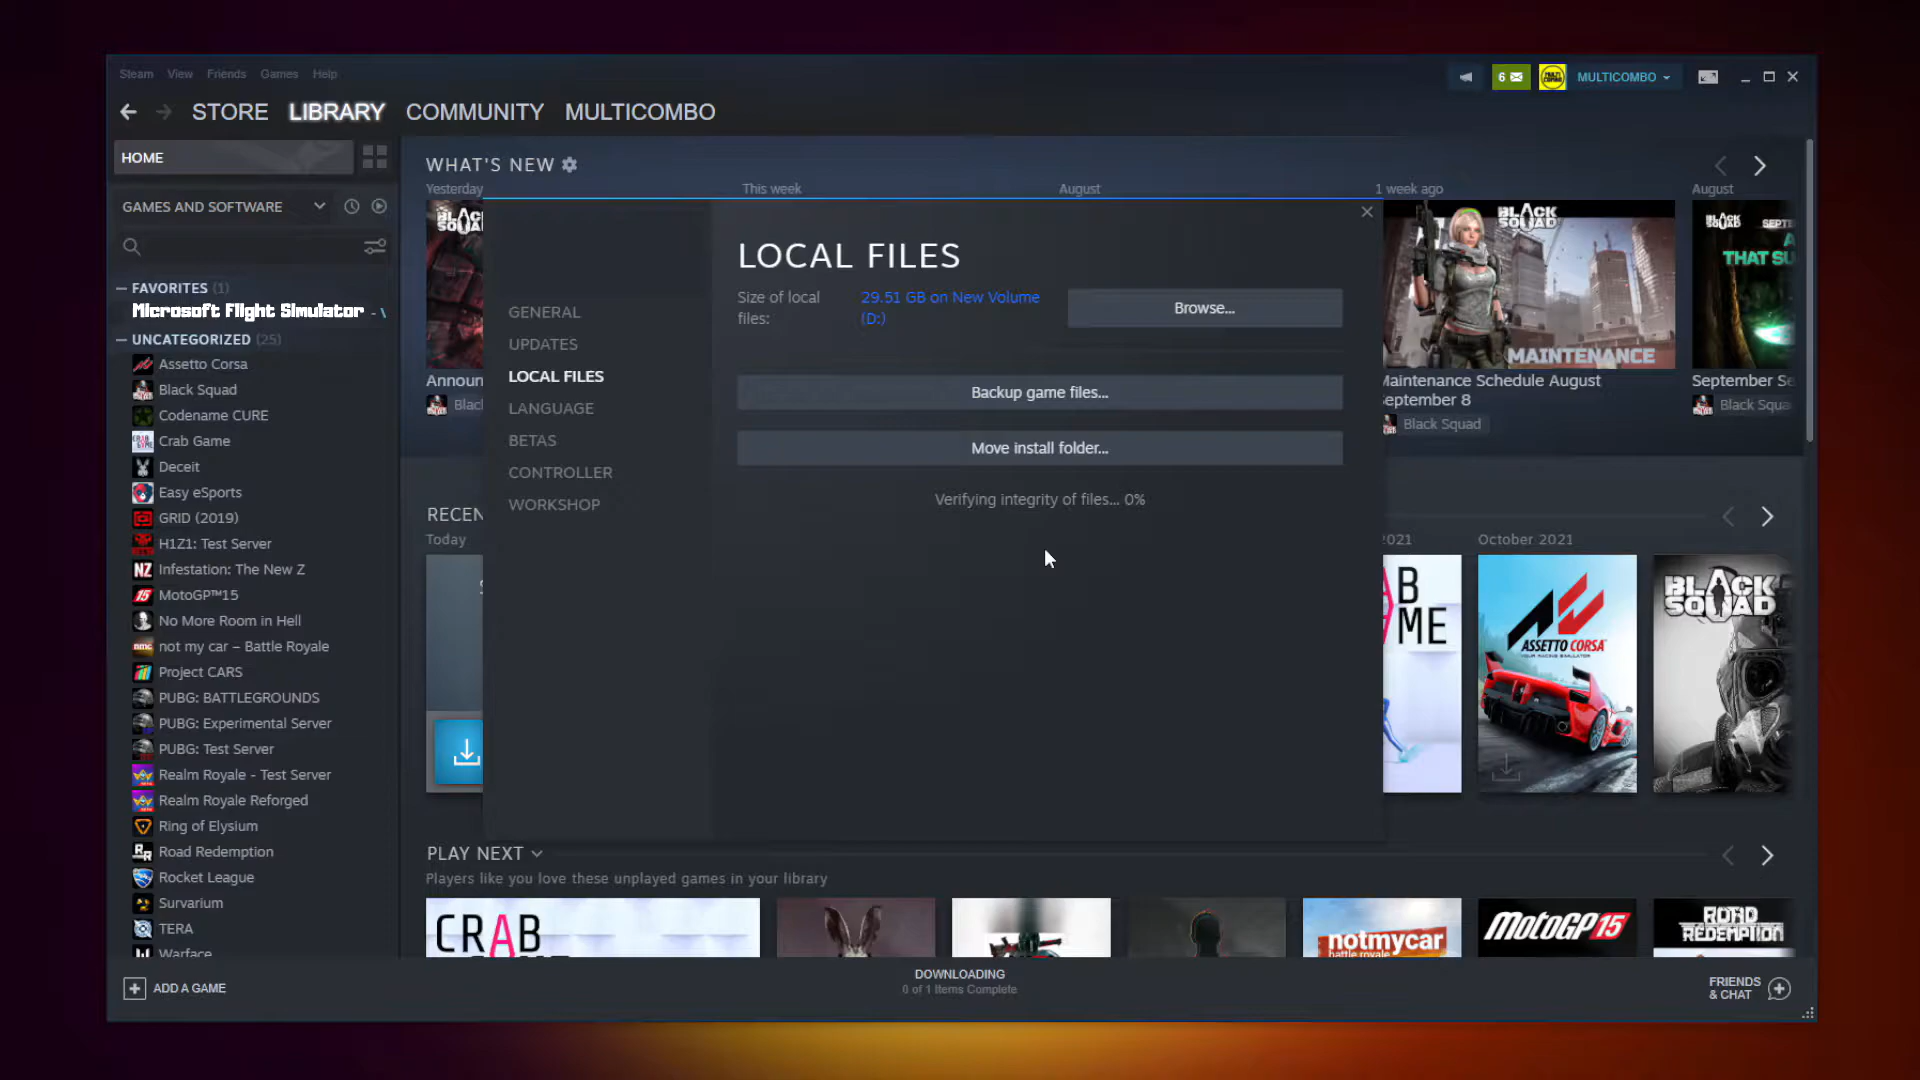 Steam View Friends Games Help
6 MULTICOMBO
STORE LIBRARY COMMUNITY MULTICOMBO
HOME
GAMES AND SOFTWARE
FAVORITES (1)
Microsoft Flight Simulator -
UNCATEGORIZED (25)
Assetto Corsa
Black Squad
Codename CURE
Crab Game
Deceit
Easy eSports
GRID (2019)
H1Z1: Test Server
Infestation: The New Z
MotoGP™15
No More Room in Hell
not my car – Battle Royale
Project CARS
PUBG: BATTLEGROUNDS
PUBG: Experimental Server
PUBG: Test Server
Realm Royale - Test Server
Realm Royale Reforged
Ring of Elysium
Road Redemption
Rocket League
Survarium
TERA
Warface
ADD A GAME
WHAT'S NEW
Yesterday
This week
August
1 week ago
August
BLACK SQUAD
MAINTENANCE
Maintenance Schedule August
September 8
Black Squad
BLACK SQUAD
SEPTE
THAT SU
September Se
Black Squa
Announ
Blac
LOCAL FILES
Size of local files:
29.51 GB on New Volume (D:)
Browse...
Backup game files...
Move install folder...
Verifying integrity of files... 0%
GENERAL
UPDATES
LOCAL FILES
LANGUAGE
BETAS
CONTROLLER
WORKSHOP
RECEN
Today
2021
October 2021
ASSETTO CORSA
YOUR RACING SIMULATOR
BLACK SQUAD
PLAY NEXT
Players like you love these unplayed games in your library
CRAB
notmycar
battle royale
MotoGP 15
ROAD REDEMPTION
DOWNLOADING
0 of 1 Items Complete
FRIENDS
& CHAT